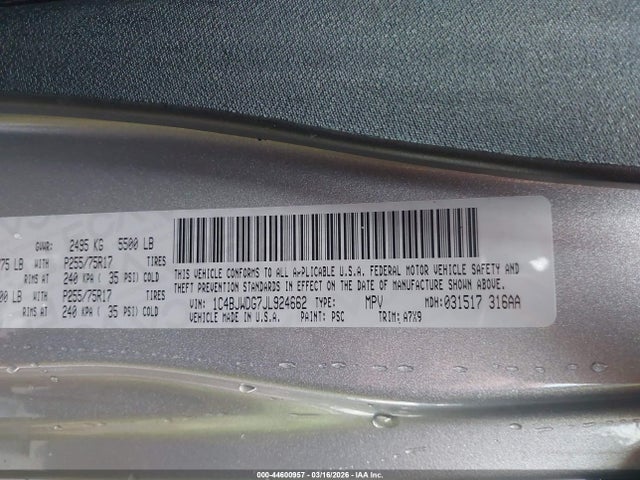 GVWR: 2495 KG 5500 LB
75 LB WITH P255/75R17 TIRES
RIMS AT 240 KPA ( 35 PSI) COLD
00 LB WITH P255/75R17 TIRES
RIMS AT 240 KPA ( 35 PSI) COLD
THIS VEHICLE CONFORMS TO ALL APPLICABLE U.S.A. FEDERAL MOTOR VEHICLE SAFETY AND
THEFT PREVENTION STANDARDS IN EFFECT ON THE DATE OF MANUFACTURE SHOWN ABOVE.
VIN: 1C4BJWDG7JL924662 TYPE: MPV MDH: 031517 316AA
VEHICLE MADE IN U.S.A. PAINT: PSC TRIM: A7X9
000-44600957 - 03/16/2026 - IAA Inc.